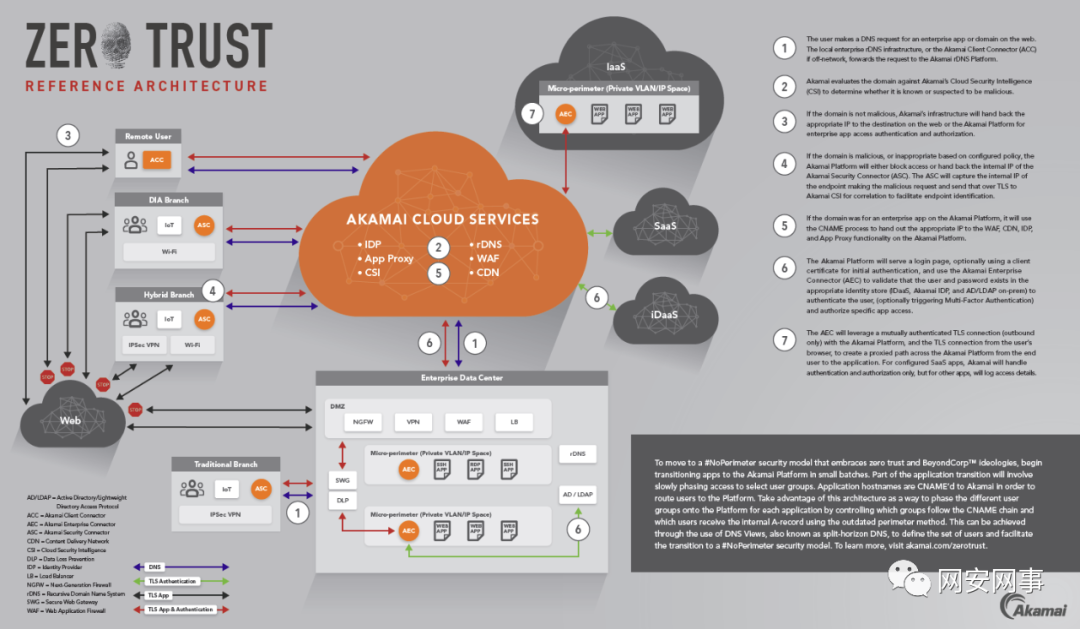 ZERO TRUST
REFERENCE ARCHITECTURE
3
Remote User
ACC
DIA Branch
IoT
ASC
Wi-Fi
Hybrid Branch
4
IoT
ASC
IPSec VPN
Wi-Fi
STOP
STOP
STOP
STOP
Web
Traditional Branch
IoT
ASC
IPSec VPN
1
AKAMAI CLOUD SERVICES
• IDP
• App Proxy
• CSI
2
5
• rDNS
• WAF
• CDN
IaaS
Micro-perimeter (Private VLAN/IP Space)
7
AEC
WEB APP
WEB APP
WEB APP
SaaS
6
iDaaS
6
1
Enterprise Data Center
DMZ
NGFW
VPN
WAF
LB
SWG
DLP
Micro-perimeter (Private VLAN/IP Space)
AEC
SSH APP
RDP APP
SSH APP
rDNS
AD / LDAP
Micro-perimeter (Private VLAN/IP Space)
AEC
WEB APP
WEB APP
WEB APP
6
AD/LDAP = Active Directory/Lightweight
Directory Access Protocol
ACC = Akamai Client Connector
AEC = Akamai Enterprise Connector
ASC = Akamai Security Connector
CDN = Content Delivery Network
CSI = Cloud Security Intelligence
DLP = Data Loss Prevention
IDP = Identity Provider
LB = Load Balancer
NGFW = Next-Generation Firewall
rDNS = Recursive Domain Name System
SWG = Secure Web Gateway
WAF = Web Application Firewall
DNS
TLS Authentication
TLS App
TLS App & Authentication
1
The user makes a DNS request for an enterprise app or domain on the web.
The local enterprise rDNS infrastructure, or the Akamai Client Connector (ACC)
if off-network, forwards the request to the Akamai rDNS Platform.
2
Akamai evaluates the domain against Akamai's Cloud Security Intelligence
(CSI) to determine whether it is known or suspected to be malicious.
3
If the domain is not malicious, Akamai's infrastructure will hand back the
appropriate IP to the destination on the web or the Akamai Platform for
enterprise app access authentication and authorization.
4
If the domain is malicious, or inappropriate based on configured policy, the
Akamai Platform will either block access or hand back the internal IP of the
Akamai Security Connector (ASC). The ASC will capture the internal IP of
the endpoint making the malicious request and send that over TLS to
Akamai CSI for correlation to facilitate endpoint identification.
5
If the domain was for an enterprise app on the Akamai Platform, it will use
the CNAME process to hand out the appropriate IP to the WAF, CDN, IDP,
and App Proxy functionality on the Akamai Platform.
6
The Akamai Platform will serve a login page, optionally using a client
certificate for initial authentication, and use the Akamai Enterprise
Connector (AEC) to validate that the user and password exists in the
appropriate identity store (IDaaS, Akamai IDP, and AD/LDAP on-prem) to
authenticate the user, (optionally triggering Multi-Factor Authentication)
and authorize specific app access.
7
The AEC will leverage a mutually authenticated TLS connection (outbound
only) with the Akamai Platform, and the TLS connection from the user's
browser, to create a proxied path across the Akamai Platform from the end
user to the application. For configured SaaS apps, Akamai will handle
authentication and authorization only, but for other apps, will log access details.
To move to a #NoPerimeter security model that embraces zero trust and BeyondCorp™ ideologies, begin
transitioning apps to the Akamai Platform in small batches. Part of the application transition will involve
slowly phasing access to select user groups. Application hostnames are CNAME'd to Akamai in order to
route users to the Platform. Take advantage of this architecture as a way to phase the different user
groups onto the Platform for each application by controlling which groups follow the CNAME chain and
which users receive the internal A-record using the outdated perimeter method. This can be achieved
through the use of DNS Views, also known as split-horizon DNS, to define the set of users and facilitate
the transition to a #NoPerimeter security model. To learn more, visit akamai.com/zerotrust.
网安网事
Akamai